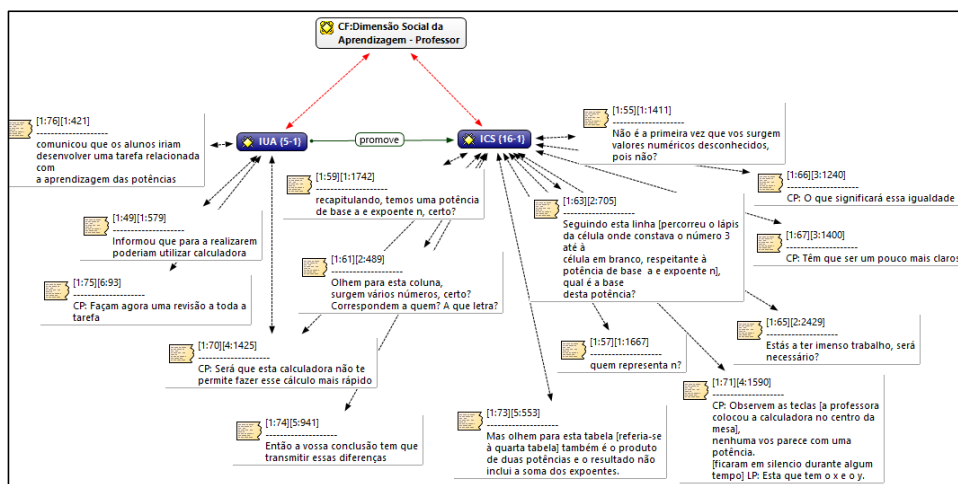 CF:Dimensão Social da
Aprendizagem - Professor
[1:76][1:421]
--------------------
comunicou que os alunos iriam
desenvolver uma tarefa relacionada
com
a aprendizagem das potências
IUA {5-1}
promove
ICS {16-1}
[1:55][1:1411]
--------------------
Não é a primeira vez que vos surgem
valores numéricos desconhecidos,
pois não?
[1:59][1:1742]
--------------------
recapitulando, temos uma potência
de base a e expoente n, certo?
[1:66][3:1240]
--------------------
CP: O que significará essa igualdade
[1:63][2:705]
--------------------
Seguindo esta linha [percorreu o lápis
da célula onde constava o número 3
até à
célula em branco, respeitante à
potência de base a e expoente n],
qual é a base
desta potência?
[1:49][1:579]
--------------------
Informou que para a realizarem
poderiam utilizar calculadora
[1:67][3:1400]
--------------------
CP: Têm que ser um pouco mais claros
[1:61][2:489]
--------------------
Olhem para esta coluna,
surgem vários números, certo?
Correspondem a quem? A que letra?
[1:75][6:93]
--------------------
CP: Façam agora uma revisão a toda a
tarefa
[1:65][2:2429]
--------------------
Estás a ter imenso trabalho, será
necessário?
[1:57][1:1667]
--------------------
quem representa n?
[1:70][4:1425]
--------------------
CP: Será que esta calculadora não te
permite fazer esse cálculo mais rápido
[1:71][4:1590]
--------------------
CP: Observem as teclas [a professora
colocou a calculadora no centro da
mesa],
nenhuma vos parece com uma
potência.
[ficaram em silencio durante algum
tempo] LP: Esta que tem o x e o y.
[1:74][5:941]
--------------------
Então a vossa conclusão tem que
transmitir essas diferenças
[1:73][5:553]
--------------------
Mas olhem para esta tabela [referia-se
à quarta tabela] também é o produto
de duas potências e o resultado não
inclui a soma dos expoentes.